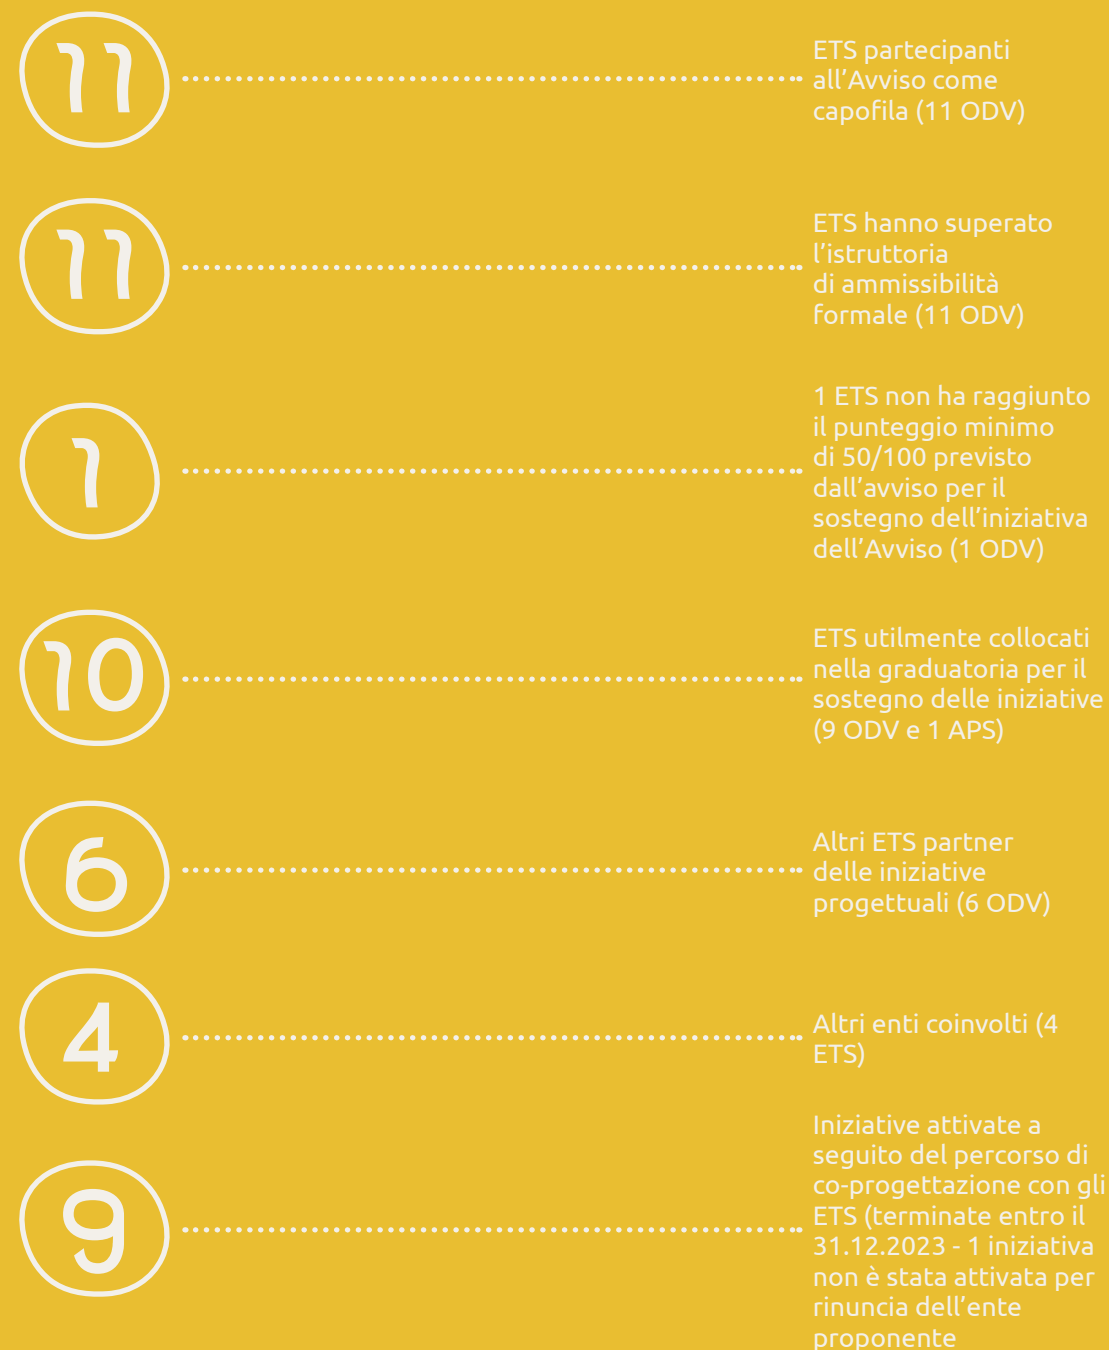 11
ETS partecipanti
all’Avviso come
capofila (11 ODV)
11
ETS hanno superato
l’istruttoria
di ammissibilità
formale (11 ODV)
1
1 ETS non ha raggiunto
il punteggio minimo
di 50/100 previsto
dall’avviso per il
sostegno dell’iniziativa
dell’Avviso (1 ODV)
10
ETS utilmente collocati
nella graduatoria per il
sostegno delle iniziative
(9 ODV e 1 APS)
6
Altri ETS partner
delle iniziative
progettuali (6 ODV)
4
Altri enti coinvolti (4
ETS)
9
Iniziative attivate a
seguito del percorso di
co-progettazione con gli
ETS (terminate entro il
31.12.2023 - 1 iniziativa
non è stata attivata per
rinuncia dell’ente
proponente